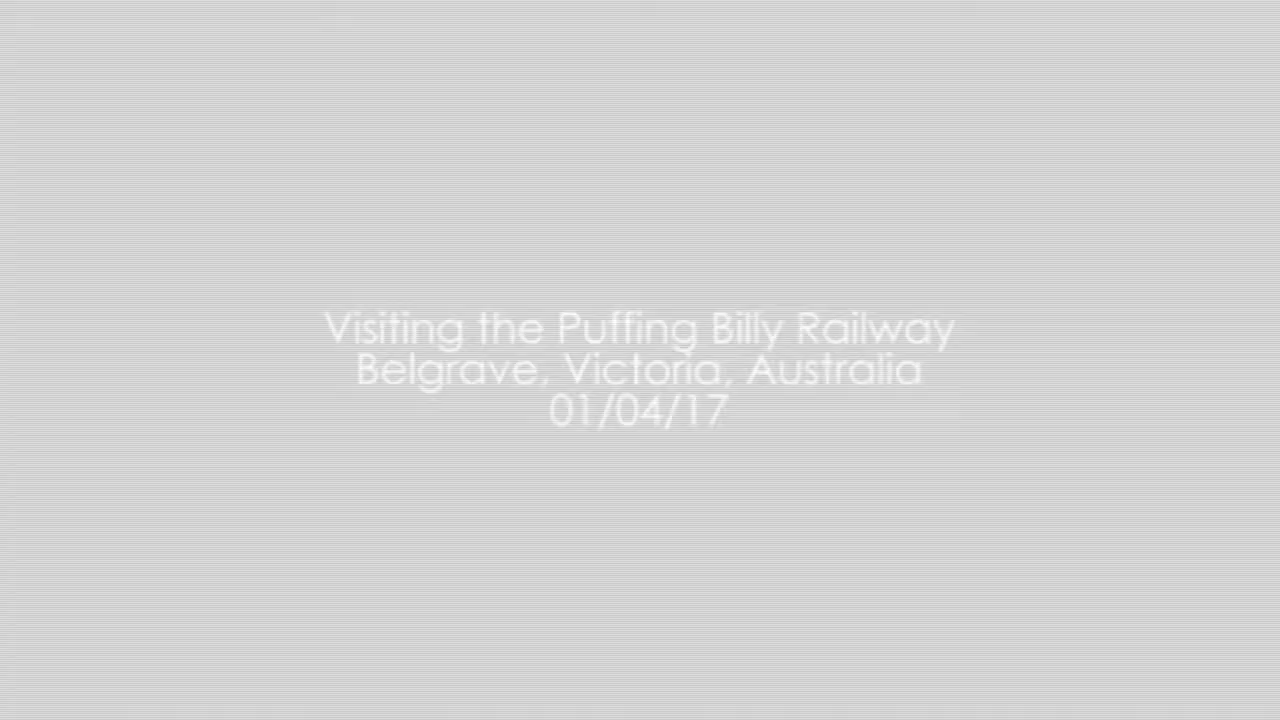 Visiting the Puffing Billy Railway
Belgrave, Victoria, Australia
01/04/17